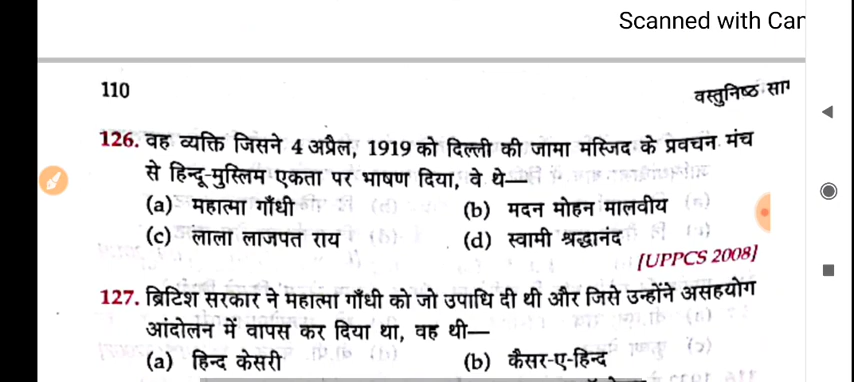 Scanned with Car
110
वस्तुनिष्ठ सा
126. वह व्यक्ति जिसने 4 अप्रैल, 1919 को दिल्ली की जामा मस्जिद के प्रवचन मंच
से हिन्दू-मुस्लिम एकता पर भाषण दिया, वे थे—
(a) महात्मा गाँधी (b) मदन मोहन मालवीय
(c) लाला लाजपत राय (d) स्वामी श्रद्धानंद
[UPPCS 2008]
127. ब्रिटिश सरकार ने महात्मा गाँधी को जो उपाधि दी थी और जिसे उन्होंने असहयोग
आंदोलन में वापस कर दिया था, वह थी—
(a) हिन्द केसरी (b) कैसर-ए-हिन्द